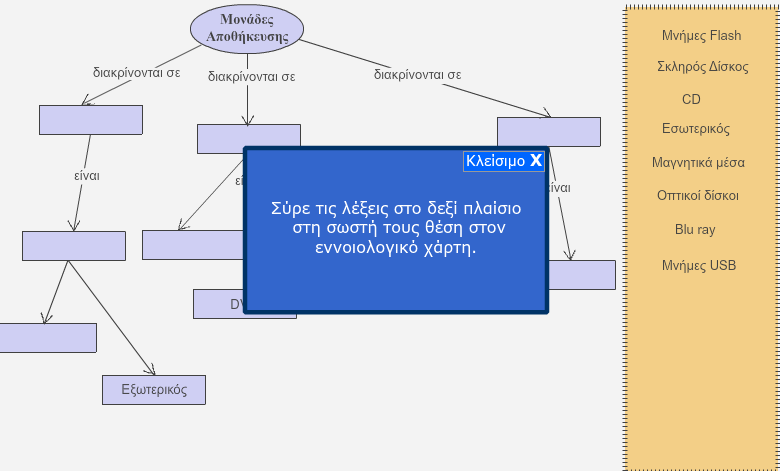 Μονάδες
Αποθήκευσης
διακρίνονται σε
διακρίνονται σε
διακρίνονται σε
είναι
Κλείσιμο X
Σύρε τις λέξεις στο δεξί πλαίσιο
στη σωστή τους θέση στον
εννοιολογικό χάρτη.
Εξωτερικός
Μνήμες Flash
Σκληρός Δίσκος
CD
Εσωτερικός
Μαγνητικά μέσα
Οπτικοί δίσκοι
Blu ray
Μνήμες USB